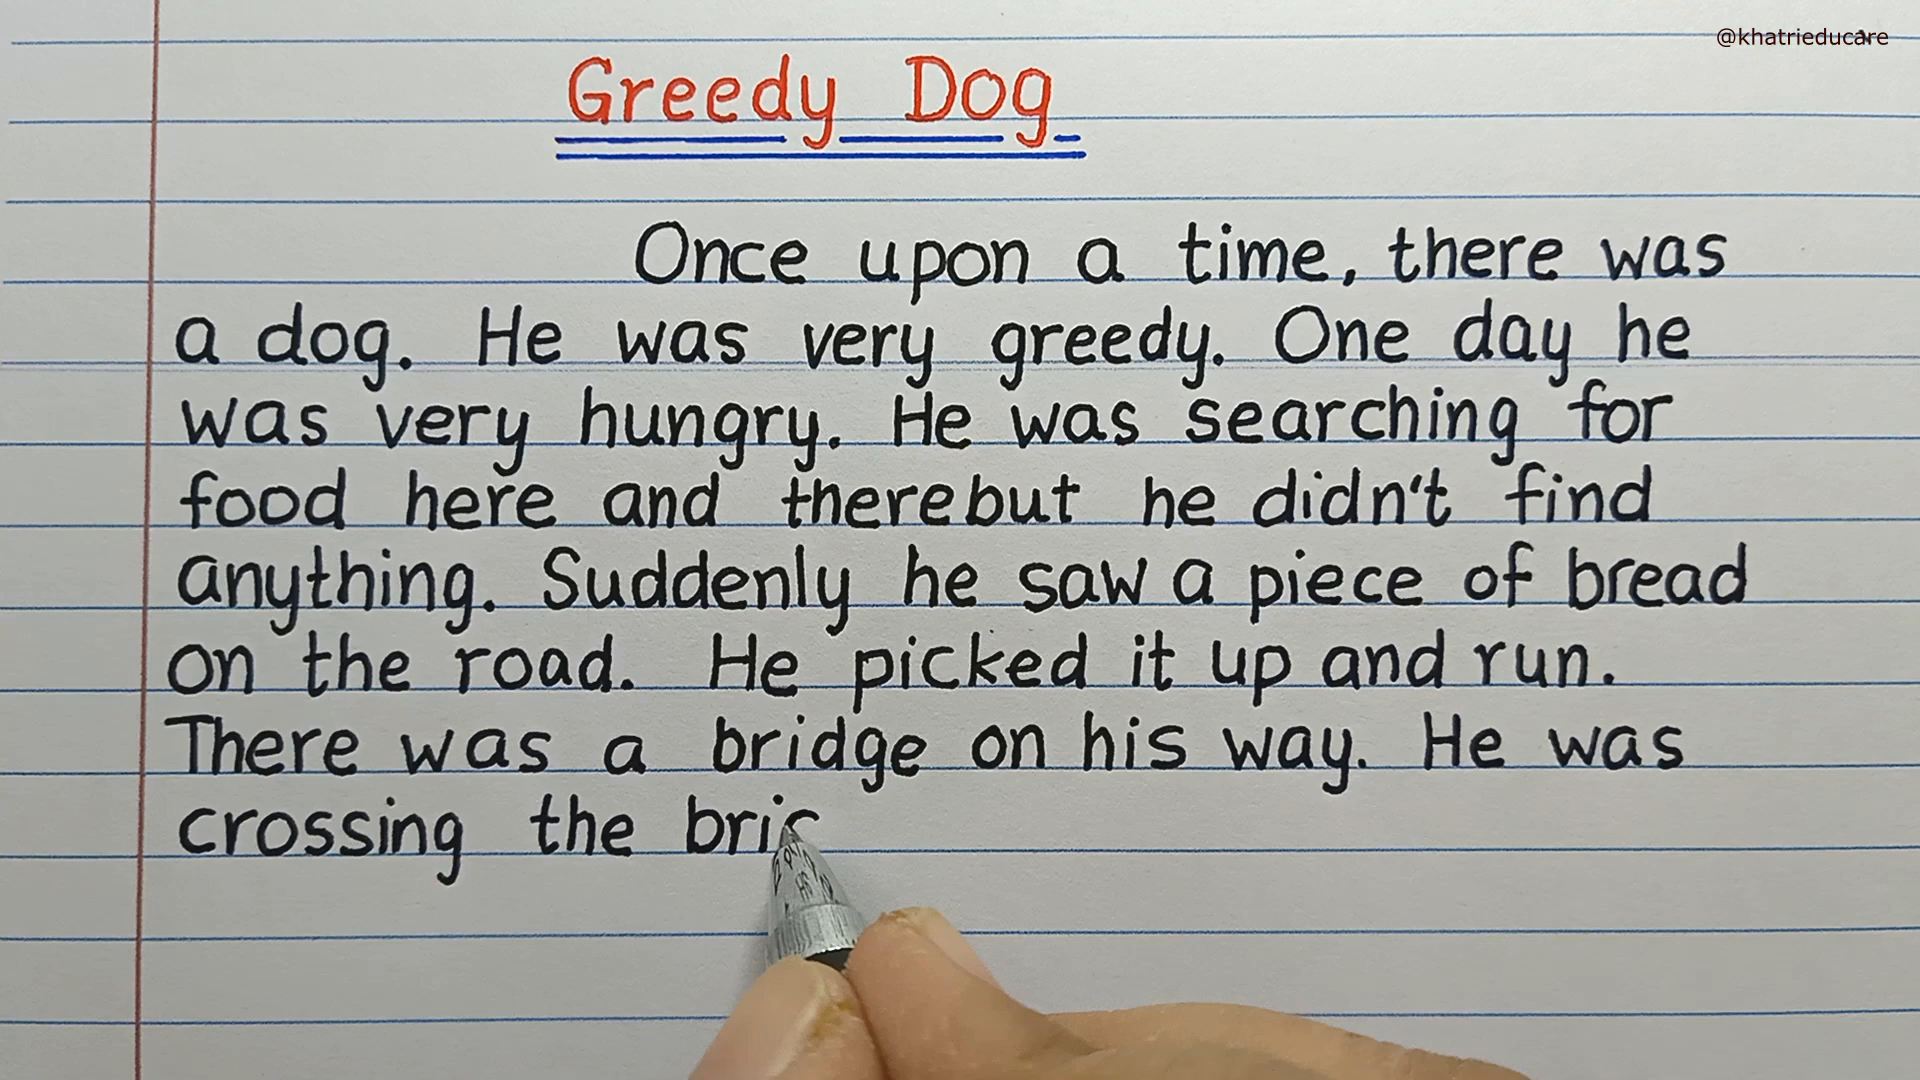 @khatrieducare
Greedy Dog
Once upon a time, there was
a dog. He was very greedy. One day he
was very hungry. He was searching for
food here and therebut he didn't find
anything. Suddenly he saw a piece of bread
on the road. He picked it up and run.
There was a bridge on his way. He was
crossing the